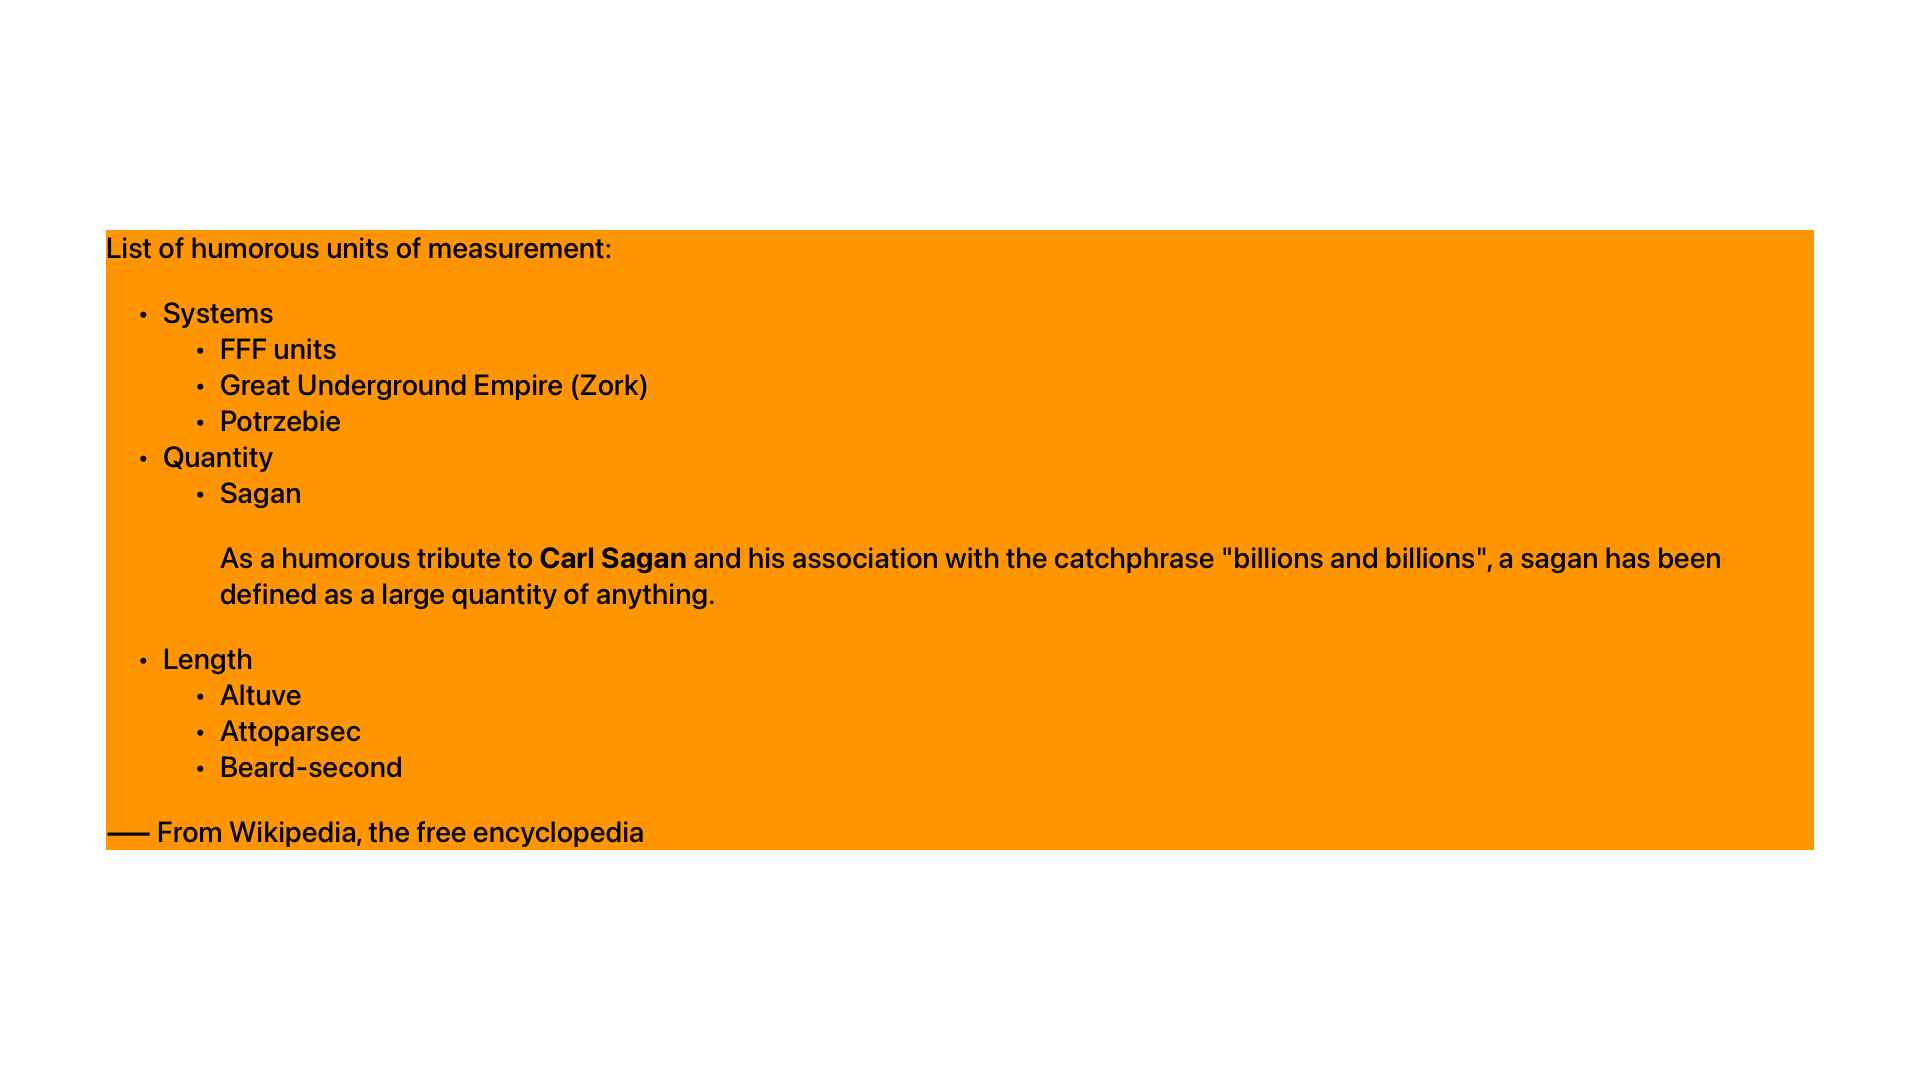 List of humorous units of measurement:
• Systems
• FFF units
• Great Underground Empire (Zork)
• Potrzebie
• Quantity
• Sagan
As a humorous tribute to Carl Sagan and his association with the catchphrase "billions and billions", a sagan has been
defined as a large quantity of anything.
• Length
• Altuve
• Attoparsec
• Beard-second
⸺ From Wikipedia, the free encyclopedia